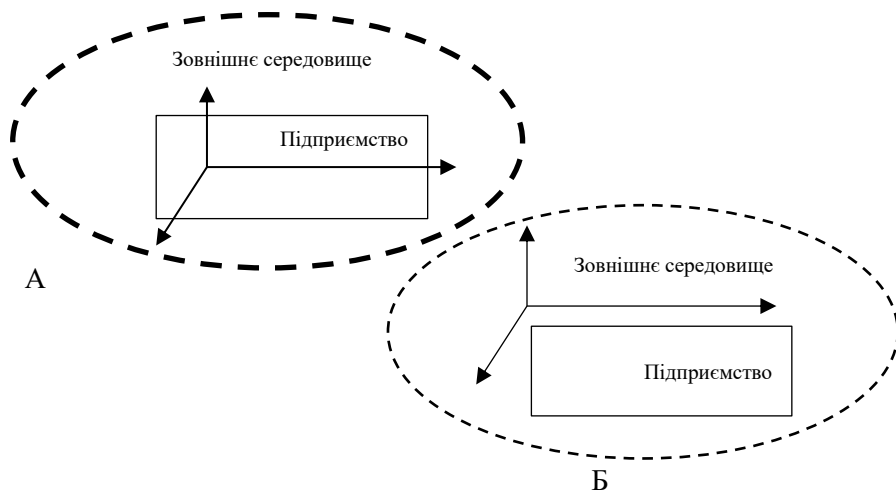 Зовнішнє середовище
Підприємство
А
Зовнішнє середовище
Підприємство
Б